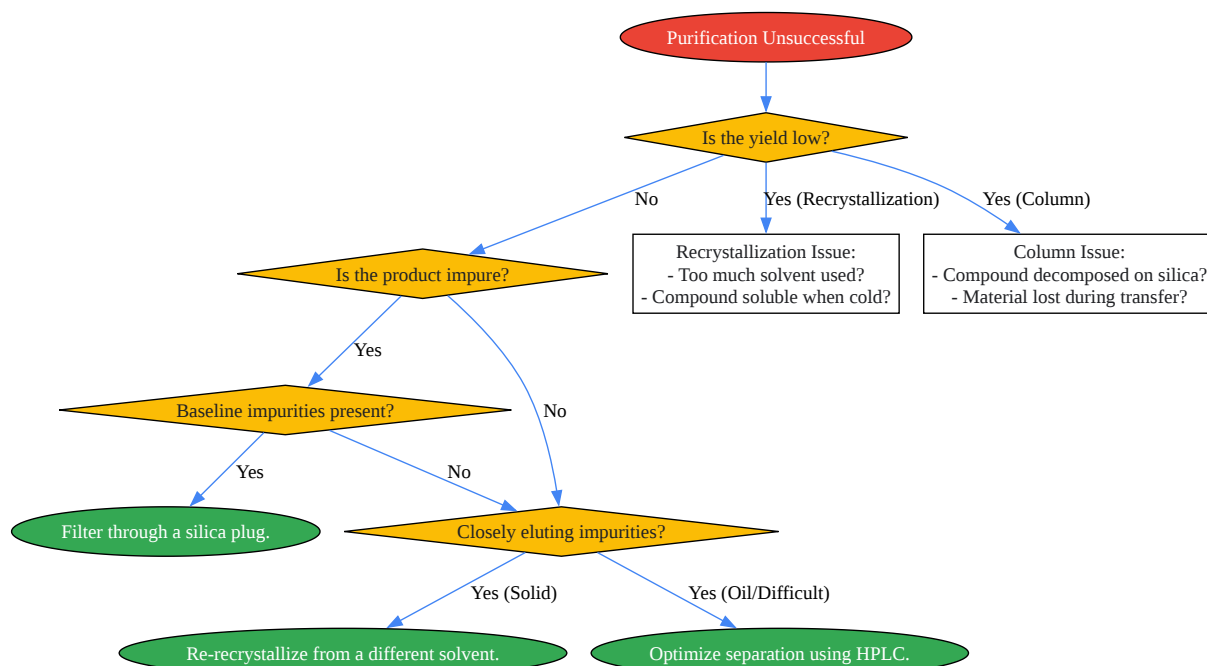 Purification Unsuccessful
Is the yield low?
No
Yes (Recrystallization)
Yes (Column)
Is the product impure?
Recrystallization Issue:
- Too much solvent used?
- Compound soluble when cold?
Column Issue:
- Compound decomposed on silica?
- Material lost during transfer?
Yes
No
Baseline impurities present?
Yes
No
Filter through a silica plug.
Closely eluting impurities?
Yes (Solid)
Yes (Oil/Difficult)
Re-recrystallize from a different solvent.
Optimize separation using HPLC.